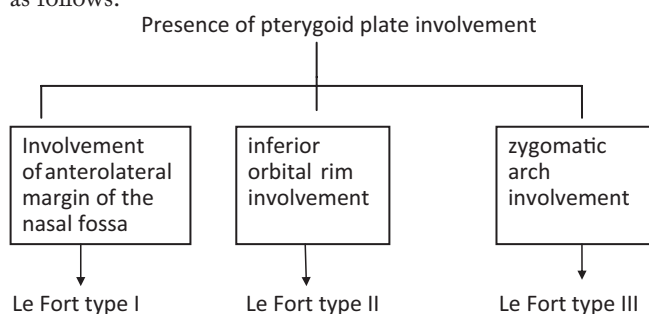 as follows:
Presence of pterygoid plate involvement
Involvement
of anterolateral
margin of the
nasal fossa
inferior
orbital rim
involvement
zygomatic
arch
involvement
Le Fort type I
Le Fort type II
Le Fort type III